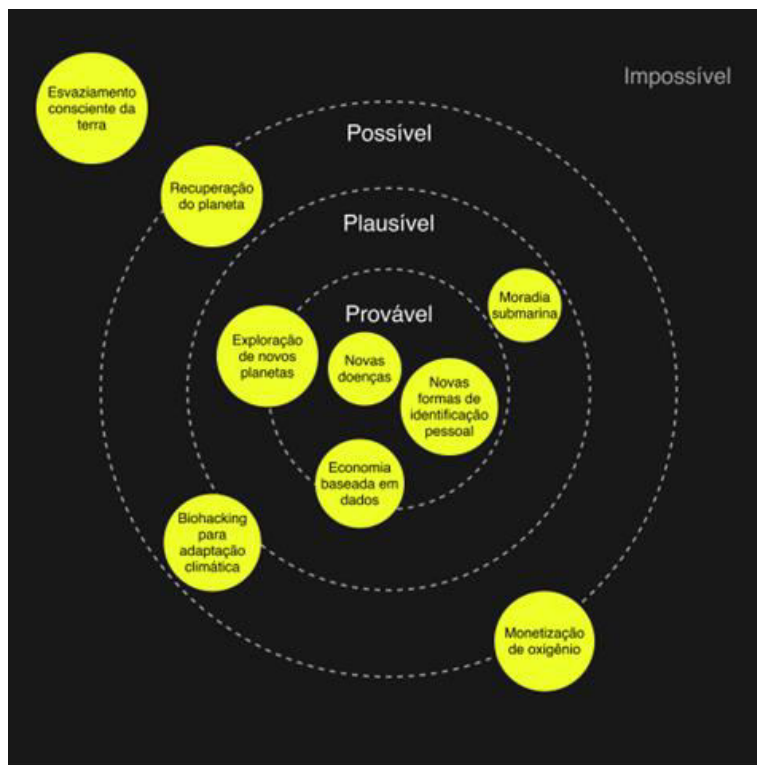 Impossível
Esvaziamento
consciente da
terra
Possível
Recuperação
do planeta
Plausível
Moradia
submarina
Provável
Exploração
de novos
planetas
Novas
doenças
Novas
formas de
identificação
pessoal
Economia
baseada em
dados
Biohacking
para
adaptação
climática
Monetização
de oxigênio